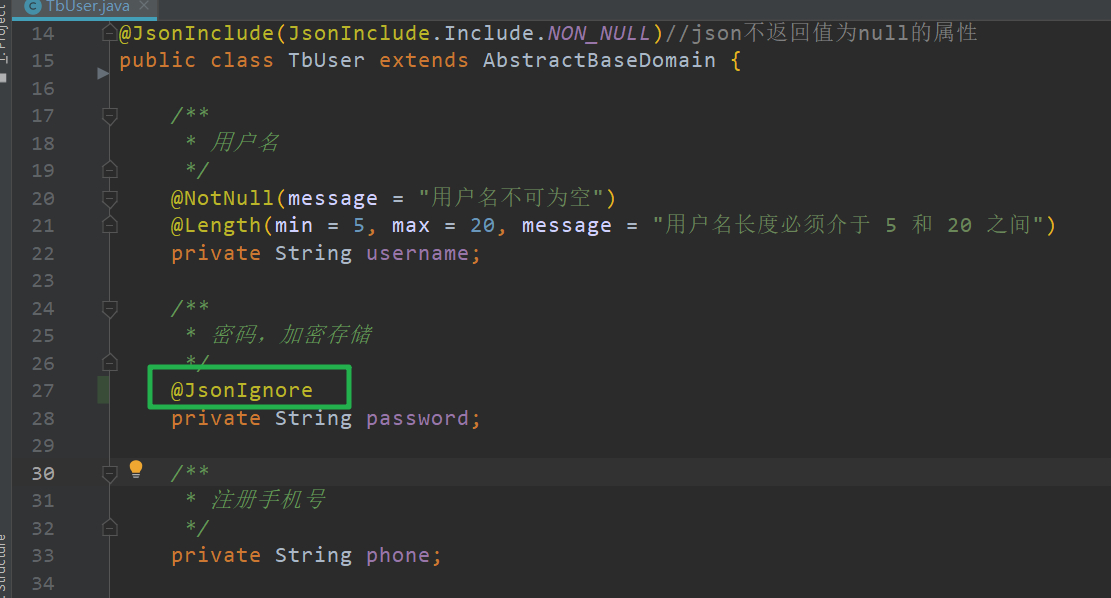 TbUser.java
1: Project
14 @JsonInclude(JsonInclude.Include.NON_NULL)//json不返回值为null的属性
15 public class TbUser extends AbstractBaseDomain {
16
17 /**
18 * 用户名
19 */
20 @NotNull(message = "用户名不可为空")
21 @Length(min = 5, max = 20, message = "用户名长度必须介于 5 和 20 之间")
22 private String username;
23
24 /**
25 * 密码，加密存储
26 */
27 @JsonIgnore
28 private String password;
29
30 /**
31 * 注册手机号
32 */
33 private String phone;
34